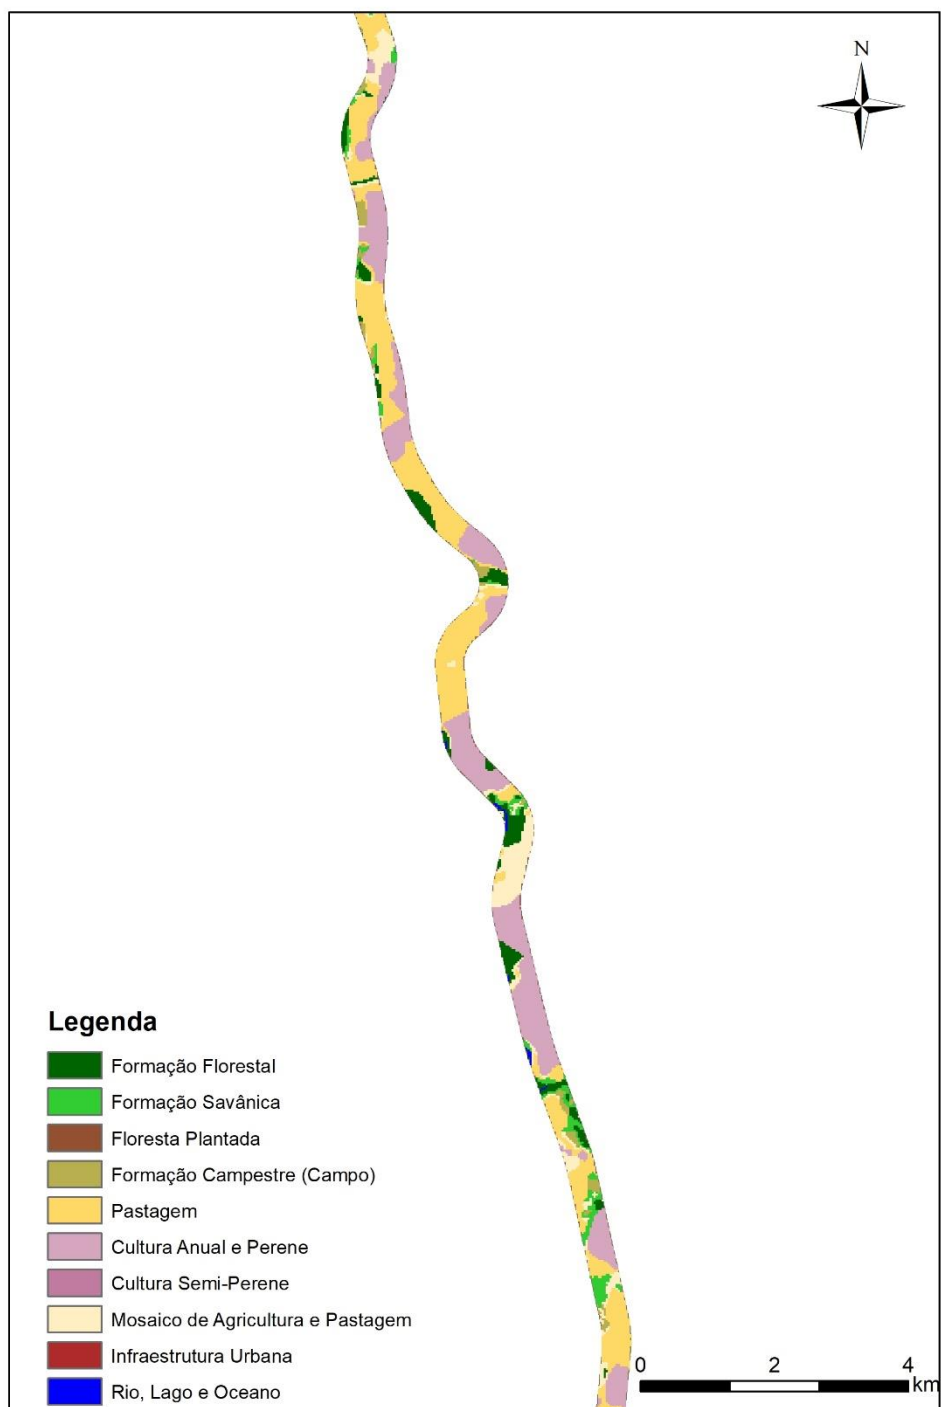 N
Legenda
Formação Florestal
Formação Savânica
Floresta Plantada
Formação Campestre (Campo)
Pastagem
Cultura Anual e Perene
Cultura Semi-Perene
Mosaico de Agricultura e Pastagem
Infraestrutura Urbana
Rio, Lago e Oceano
0 2 4
km